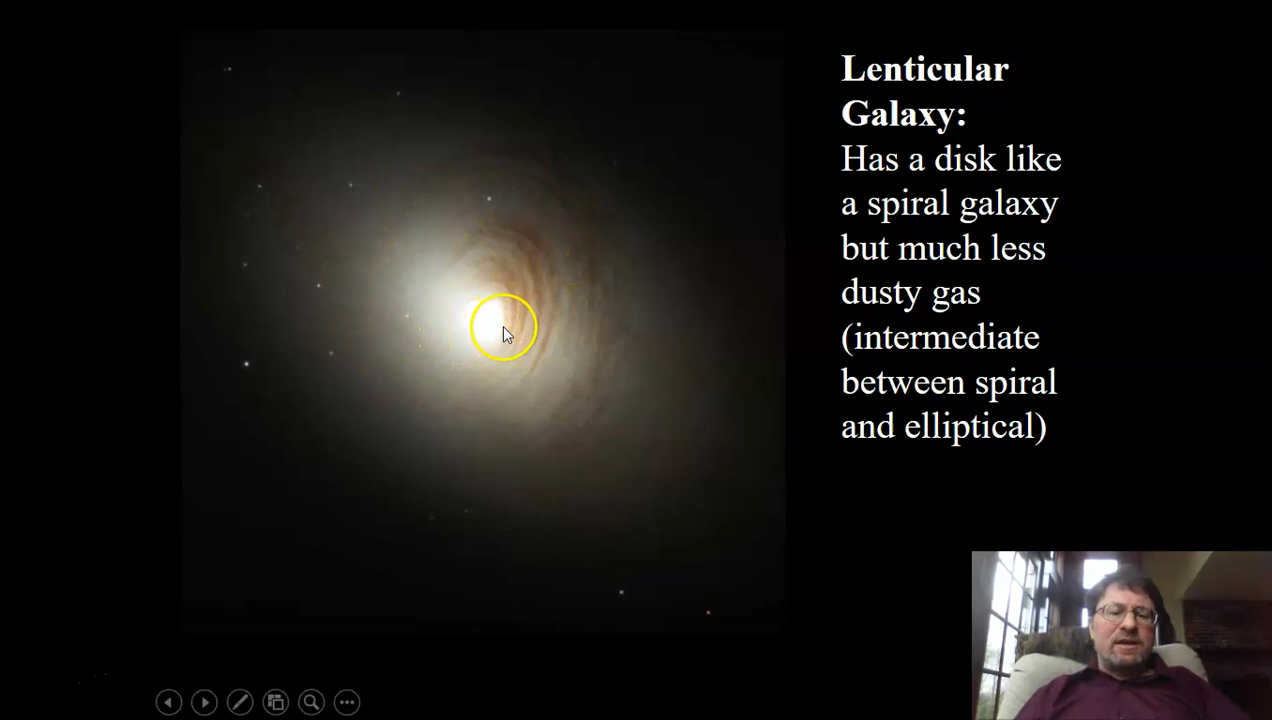 Lenticular
Galaxy:
Has a disk like
a spiral galaxy
but much less
dusty gas
(intermediate
between spiral
and elliptical)